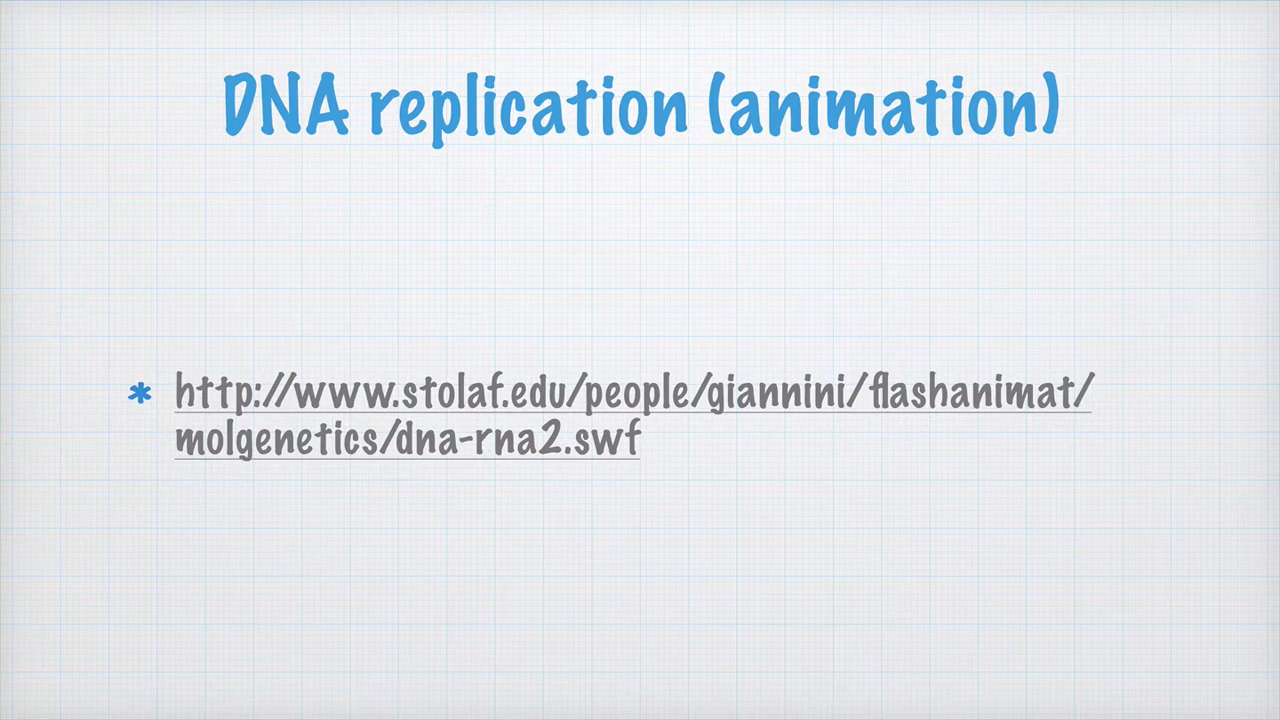 DNA replication (animation)
* http://www.stolaf.edu/people/giannini/flashanimat/
molgenetics/dna-rna2.swf